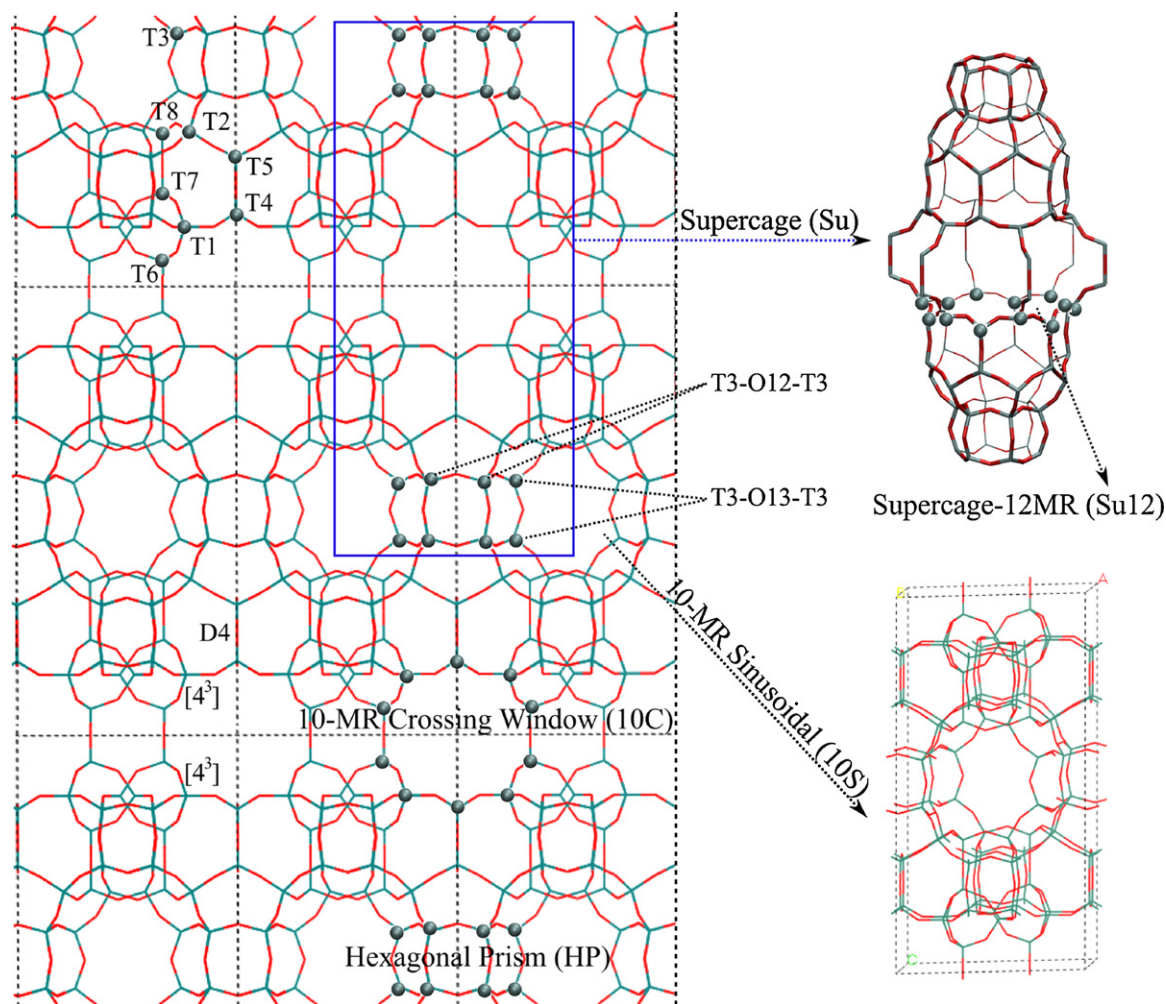 T3
T8
T2
T5
T7
T4
T1
T6
Supercage (Su)
T3-O12-T3
T3-O13-T3
Supercage-12MR (Su12)
10-MR Sinusoidal (10S)
D4
[4³]
10-MR Crossing Window (10C)
[4³]
Hexagonal Prism (HP)
B
A
C